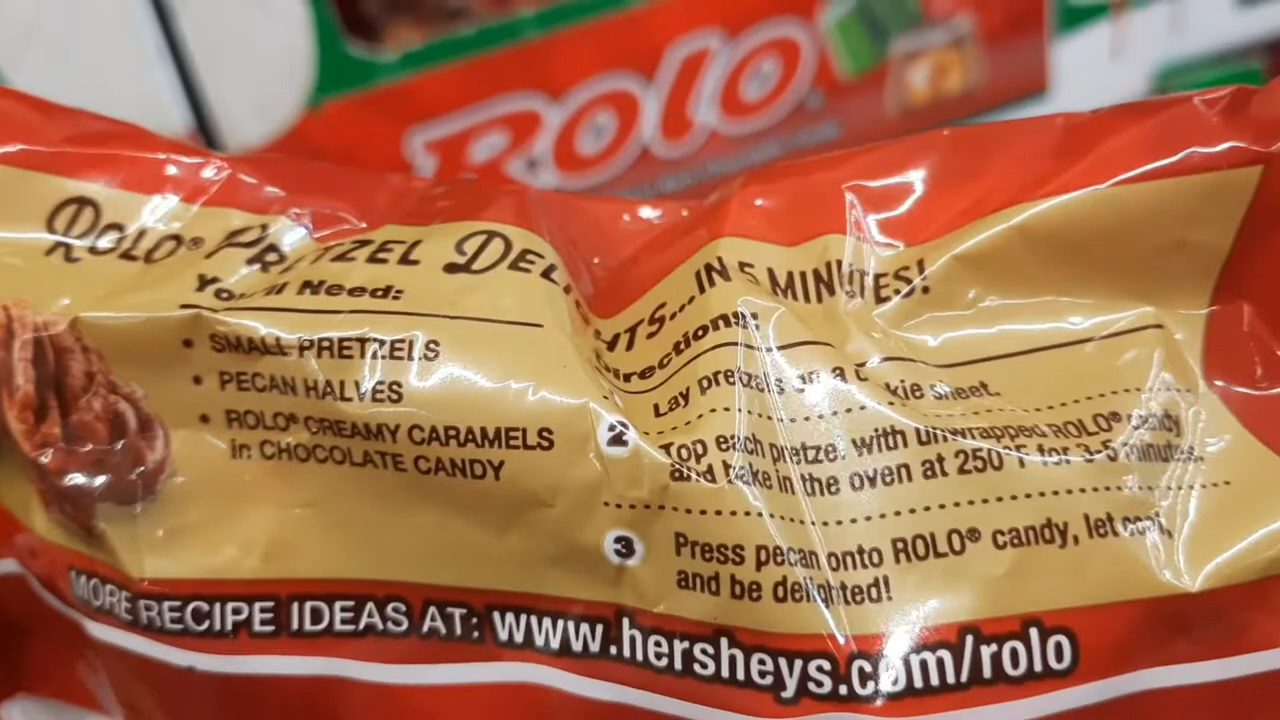 ROLO
ROLO® PRETZEL DELIGHTS...IN 5 MINUTES!
You'll Need:
• SMALL PRETZELS
• PECAN HALVES
• ROLO® CREAMY CARAMELS
in CHOCOLATE CANDY
Directions:
Lay pretzels on a cookie sheet.
2 Top each pretzel with unwrapped ROLO® candy
and bake in the oven at 250°F for 3-5 minutes.
3 Press pecan onto ROLO® candy, let cool,
and be delighted!
MORE RECIPE IDEAS AT: www.hersheys.com/rolo